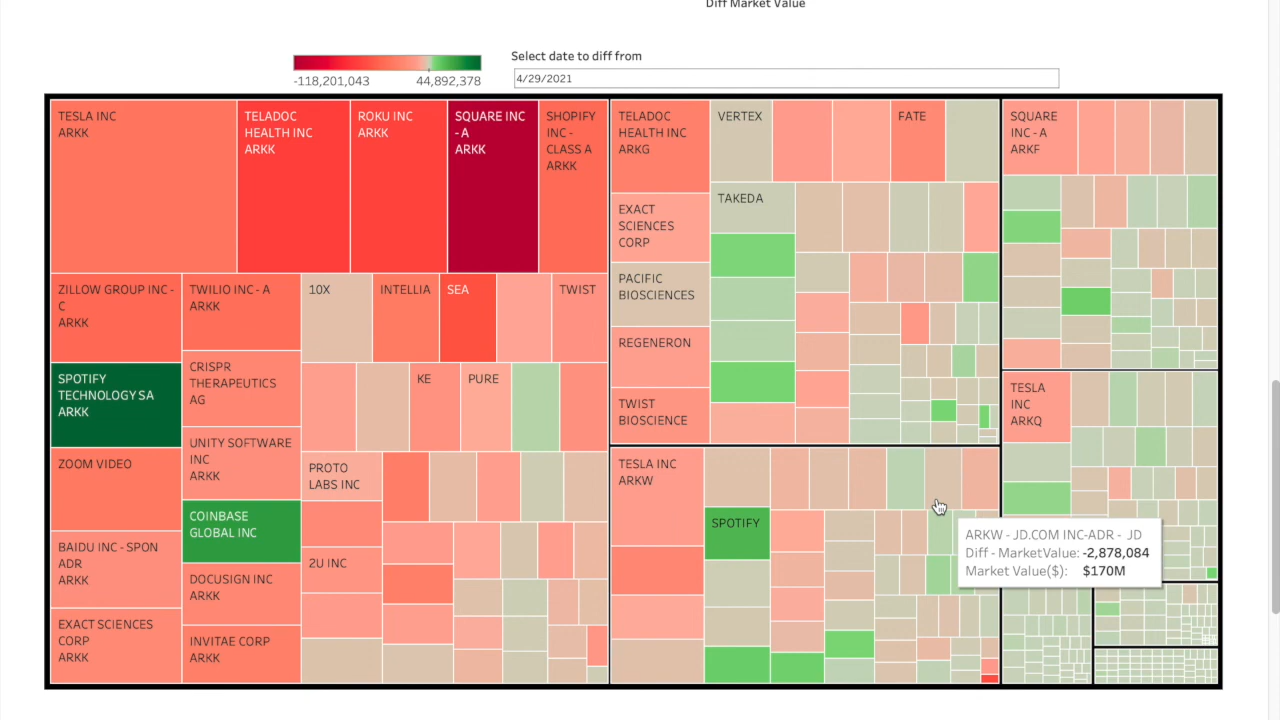 Diff Market Value
Select date to diff from
-118,201,043
44,892,378
4/29/2021
TESLA INC
ARKK
TELADOC
HEALTH INC
ARKK
ROKU INC
ARKK
SQUARE INC
- A
ARKK
SHOPIFY
INC -
CLASS A
ARKK
ZILLOW GROUP INC -
C
ARKK
TWILIO INC - A
ARKK
10X
INTELLIA
SEA
TWIST
SPOTIFY
TECHNOLOGY SA
ARKK
CRISPR
THERAPEUTICS
AG
KE
PURE
ZOOM VIDEO
UNITY SOFTWARE
INC
ARKK
PROTO
LABS INC
COINBASE
GLOBAL INC
BAIDU INC - SPON
ADR
ARKK
2U INC
DOCUSIGN INC
ARKK
EXACT SCIENCES
CORP
ARKK
INVITAE CORP
ARKK
TELADOC
HEALTH INC
ARKG
VERTEX
FATE
EXACT
SCIENCES
CORP
TAKEDA
PACIFIC
BIOSCIENCES
REGENERON
TWIST
BIOSCIENCE
TESLA INC
ARKW
SPOTIFY
SQUARE
INC - A
ARKF
TESLA
INC
ARKQ
ARKW - JD.COM INC-ADR - JD
Diff - MarketValue: -2,878,084
Market Value($): $170M